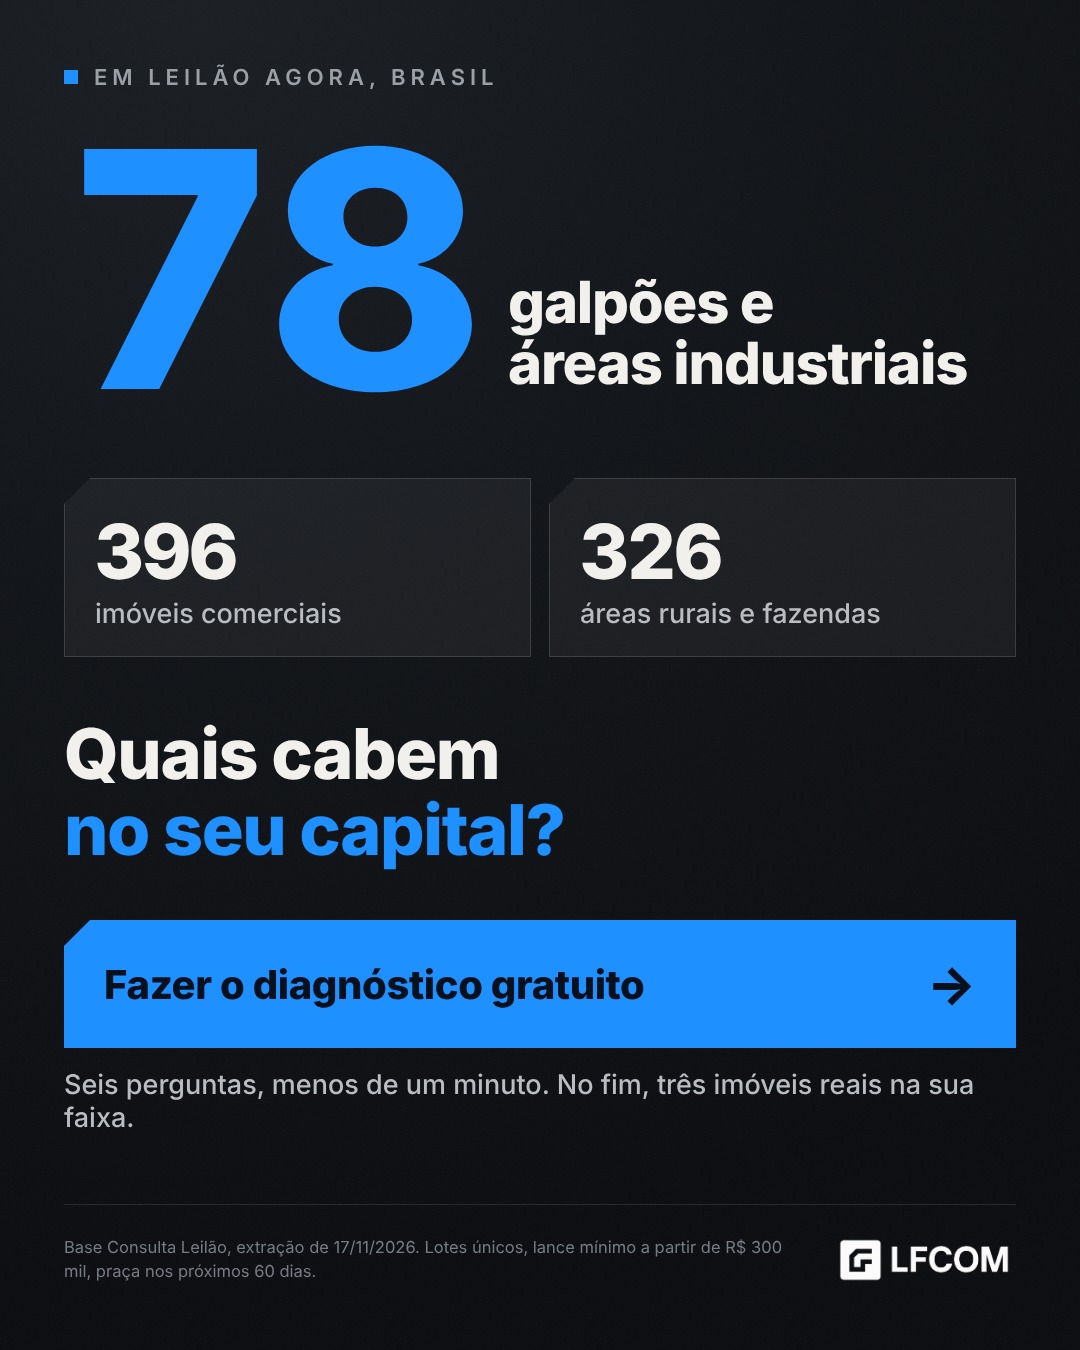 EM LEILÃO AGORA, BRASIL
78
galpões e
áreas industriais
396
imóveis comerciais
326
áreas rurais e fazendas
Quais cabem
no seu capital?
Fazer o diagnóstico gratuito →
Seis perguntas, menos de um minuto. No fim, três imóveis reais na sua
faixa.
Base Consulta Leilão, extração de 17/11/2026. Lotes únicos, lance mínimo a partir de R$ 300
mil, praça nos próximos 60 dias.
LFCOM